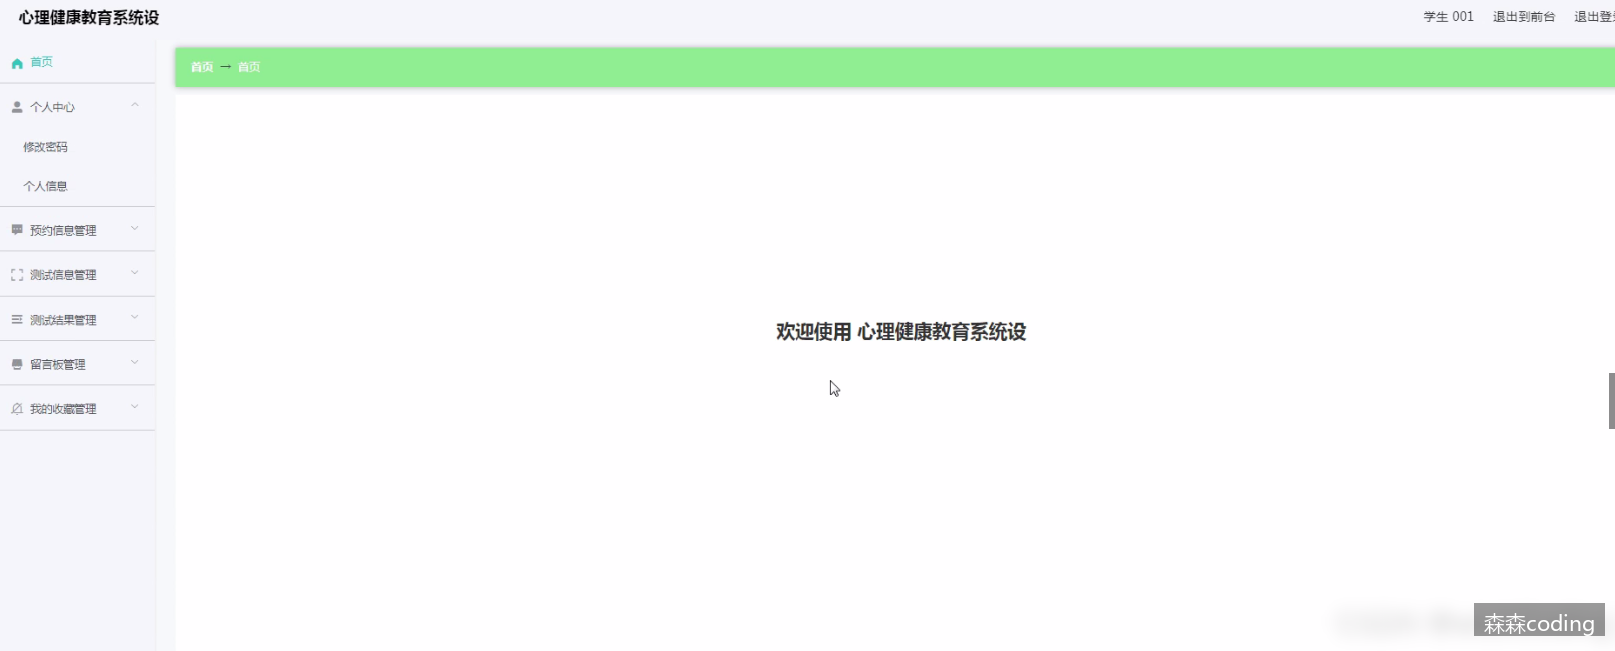 心理健康教育系统设
学生 001 退出到前台 退出登
首页
首页 → 首页
个人中心
修改密码
个人信息
预约信息管理
测试信息管理
测试结果管理
留言板管理
我的收藏管理
欢迎使用 心理健康教育系统设
森森coding